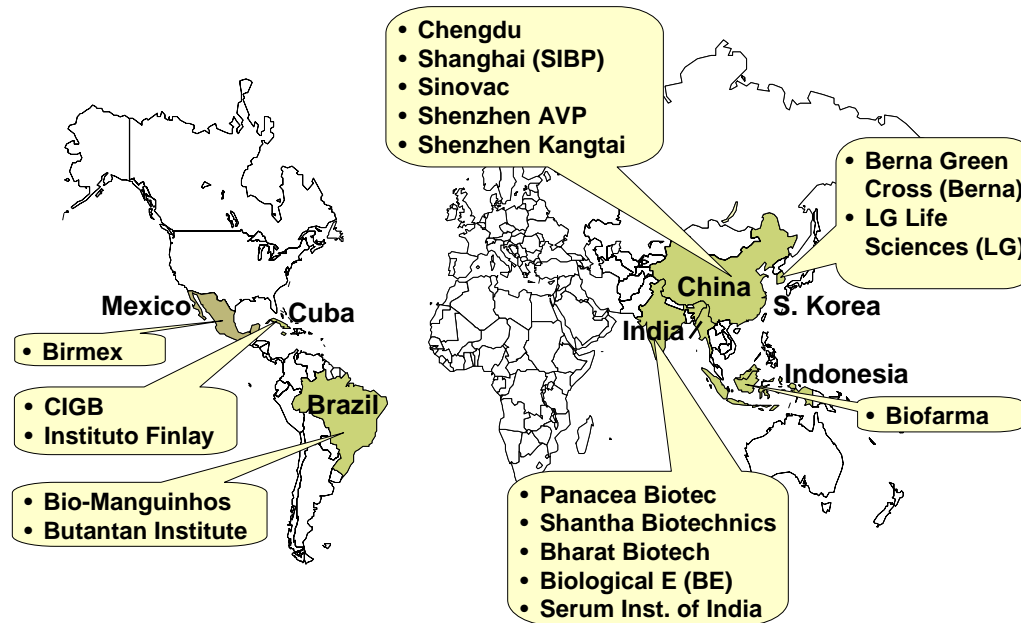 • Chengdu
• Shanghai (SIBP)
• Sinovac
• Shenzhen AVP
• Shenzhen Kangtai
• Berna Green
Cross (Berna)
• LG Life
Sciences (LG)
China
S. Korea
Mexico
Cuba
India
• Birmex
Indonesia
• CIGB
• Instituto Finlay
Brazil
• Biofarma
• Bio-Manguinhos
• Butantan Institute
• Panacea Biotec
• Shantha Biotechnics
• Bharat Biotech
• Biological E (BE)
• Serum Inst. of India